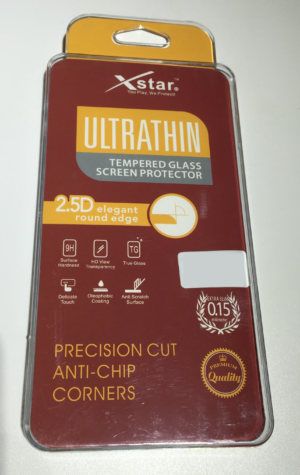 Xstar
You Play, We Protect!
ULTRATHIN
TEMPERED GLASS
SCREEN PROTECTOR
2.5D elegant
round edge
9H
Surface
Hardness
HD View
Transparency
TG
True Glass
Delicate
Touch
Oleophobic
Coating
Anti Scratch
Surface
0.15
PRECISION CUT
ANTI-CHIP
CORNERS
PREMIUM
Quality